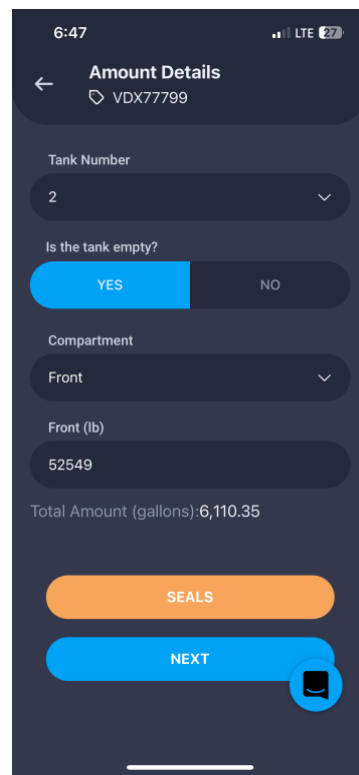 6:47
LTE 27
Amount Details
VDX77799
Tank Number
2
Is the tank empty?
YES
NO
Compartment
Front
Front (lb)
52549
Total Amount (gallons):6,110.35
SEALS
NEXT